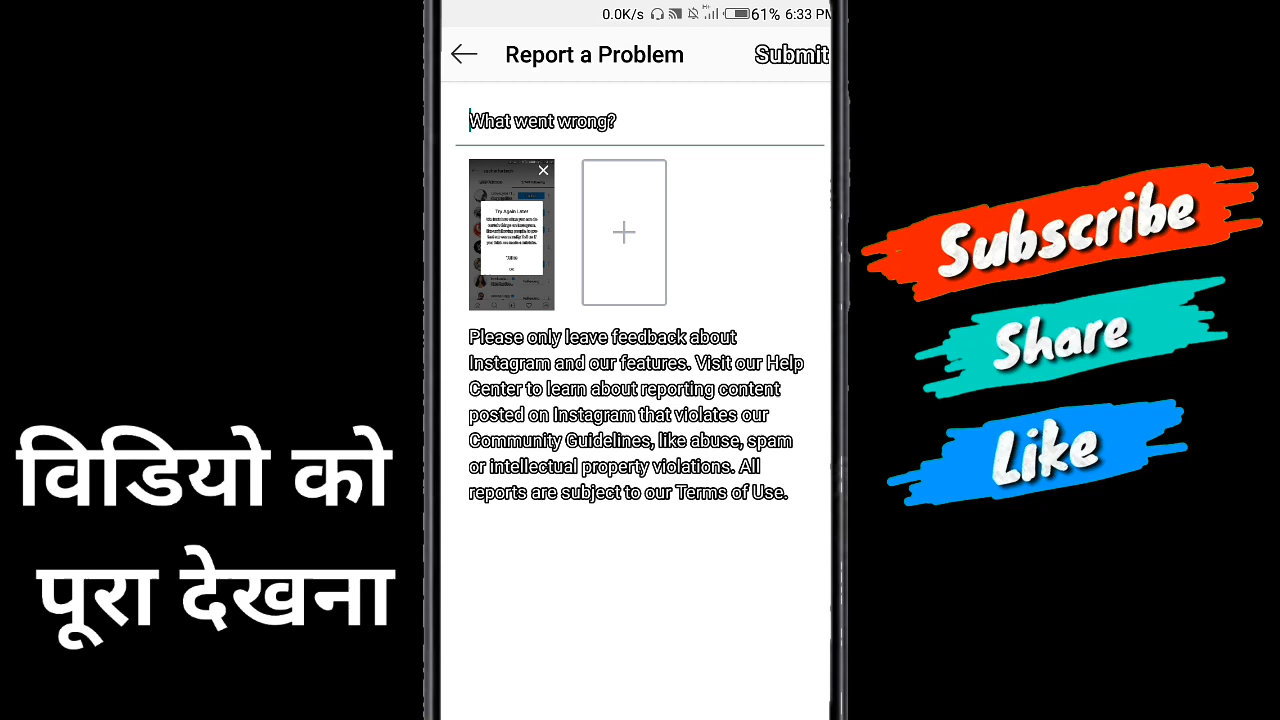 0.0K/s 61% 6:33 PM
Report a Problem Submit
What went wrong?
Try Again Later
Please only leave feedback about
Instagram and our features. Visit our Help
Center to learn about reporting content
posted on Instagram that violates our
Community Guidelines, like abuse, spam
or intellectual property violations. All
reports are subject to our Terms of Use.
विडियो को
पूरा देखना
Subscribe
Share
Like